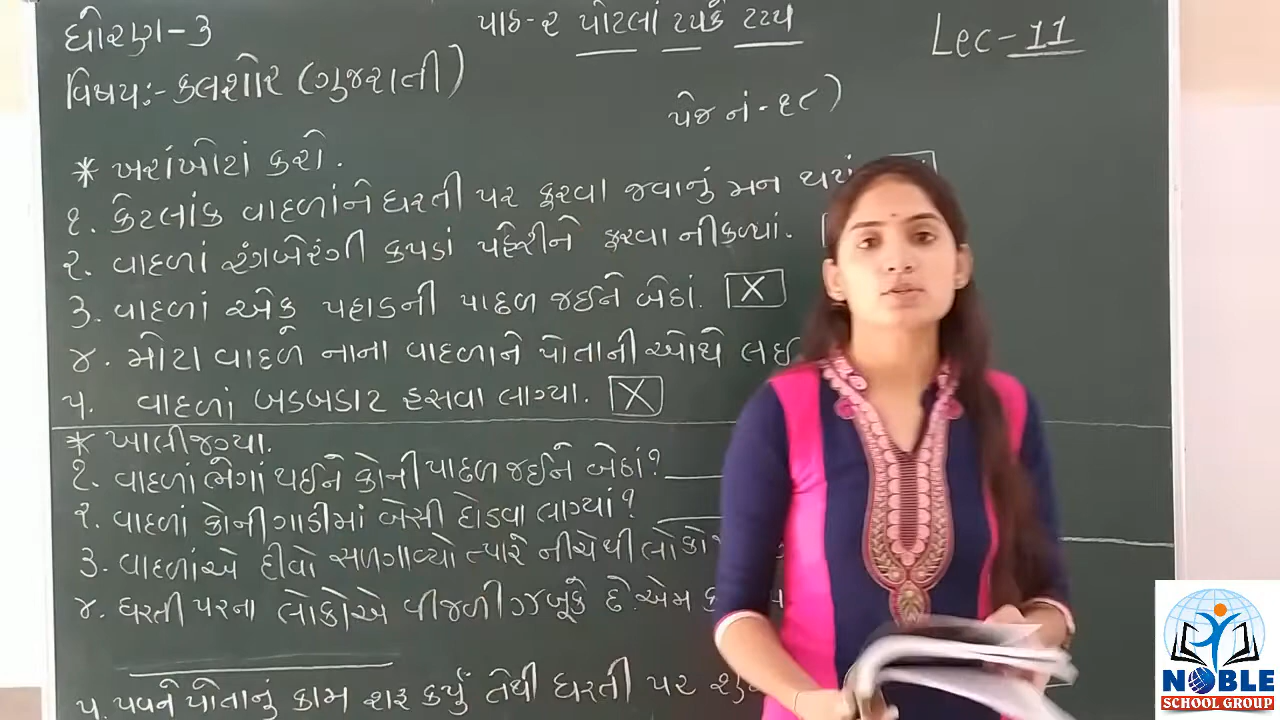 ધોરણ-૩
પાઠ-૨ પોટલાં ટપકે ટપ્પ
Lec-11
વિષય:- કલશોર (ગુજરાતી)
પેજ નં-૧૮)
* ખરાંખોટાં કરો.
૧. કેટલાંક વાદળાંને ધરતી પર ફરવા જવાનું મન થયું
૨. વાદળાં રંગબેરંગી કપડાં પહેરીને ફરવા નીકળ્યાં.
૩. વાદળાં એક પહાડની પાછળ જઈને બેઠાં. X
૪. મોટા વાદળ નાના વાદળાને પોતાની ઓથે લઈ
૫. વાદળાં ખડખડાટ હસવા લાગ્યા. X
* ખાલીજગ્યા.
૧. વાદળાં ભેગાં થઈને કોની પાછળ જઈને બેઠાં?
૨. વાદળાં કોની ગાડીમાં બેસી દોડવા લાગ્યાં?
૩. વાદળાંએ દીવો સળગાવ્યો ત્યારે નીચેથી લોકો
૪. ધરતી પરના લોકોએ વીજળી ઝબૂકે છે.એમ
૫. પવને પોતાનું કામ શરૂ કર્યું તેથી ધરતી પર
NOBLE
SCHOOL GROUP